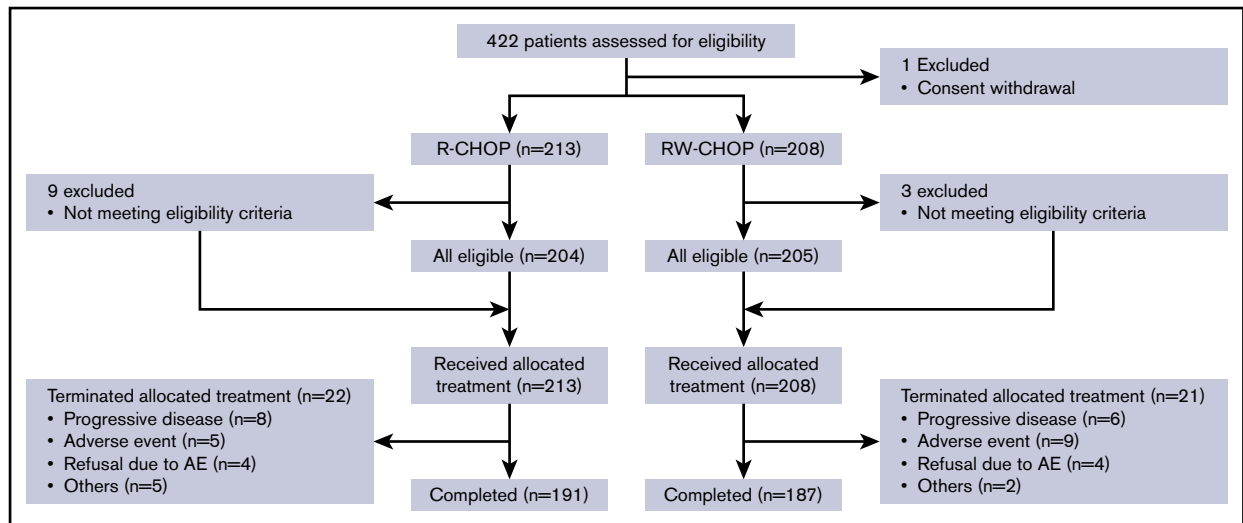 422 patients assessed for eligibility
1 Excluded
• Consent withdrawal
R-CHOP (n=213)
RW-CHOP (n=208)
9 excluded
• Not meeting eligibility criteria
3 excluded
• Not meeting eligibility criteria
All eligible (n=204)
All eligible (n=205)
Received allocated
treatment (n=213)
Received allocated
treatment (n=208)
Terminated allocated treatment (n=22)
• Progressive disease (n=8)
• Adverse event (n=5)
• Refusal due to AE (n=4)
• Others (n=5)
Terminated allocated treatment (n=21)
• Progressive disease (n=6)
• Adverse event (n=9)
• Refusal due to AE (n=4)
• Others (n=2)
Completed (n=191)
Completed (n=187)